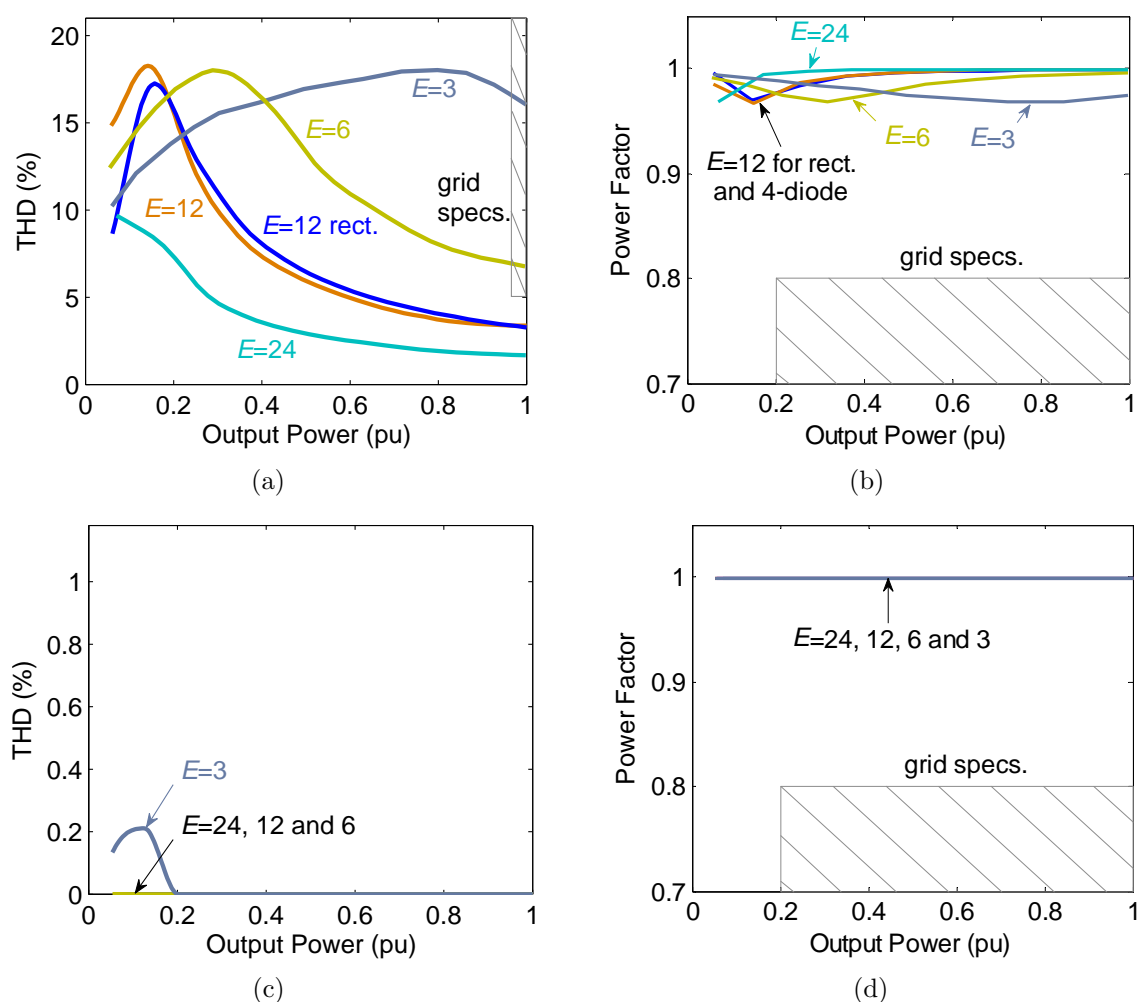 20
15
10
5
0
THD (%)
E=3
E=6
grid
specs.
E=12
E=12 rect.
E=24
0 0.2 0.4 0.6 0.8 1
Output Power (pu)
(a)
E=24
1
0.9
0.8
0.7
Power Factor
E=6
E=3
E=12 for rect.
and 4-diode
grid specs.
0 0.2 0.4 0.6 0.8 1
Output Power (pu)
(b)
1
0.8
0.6
0.4
0.2
0
THD (%)
E=3
E=24, 12 and 6
0 0.2 0.4 0.6 0.8 1
Output Power (pu)
(c)
1
0.9
0.8
0.7
Power Factor
E=24, 12, 6 and 3
grid specs.
0 0.2 0.4 0.6 0.8 1
Output Power (pu)
(d)